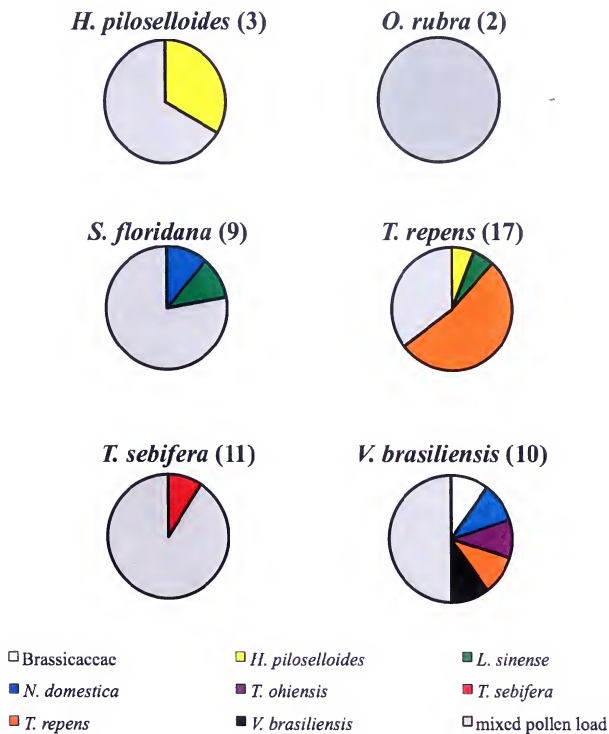 H. piloselloides (3)
O. rubra (2)
S. floridana (9)
T. repens (17)
T. sebifera (11)
V. brasiliensis (10)
Brassicaceae
H. piloselloides
L. sinense
N. domestica
T. ohiensis
T. sebifera
T. repens
V. brasiliensis
mixed pollen load